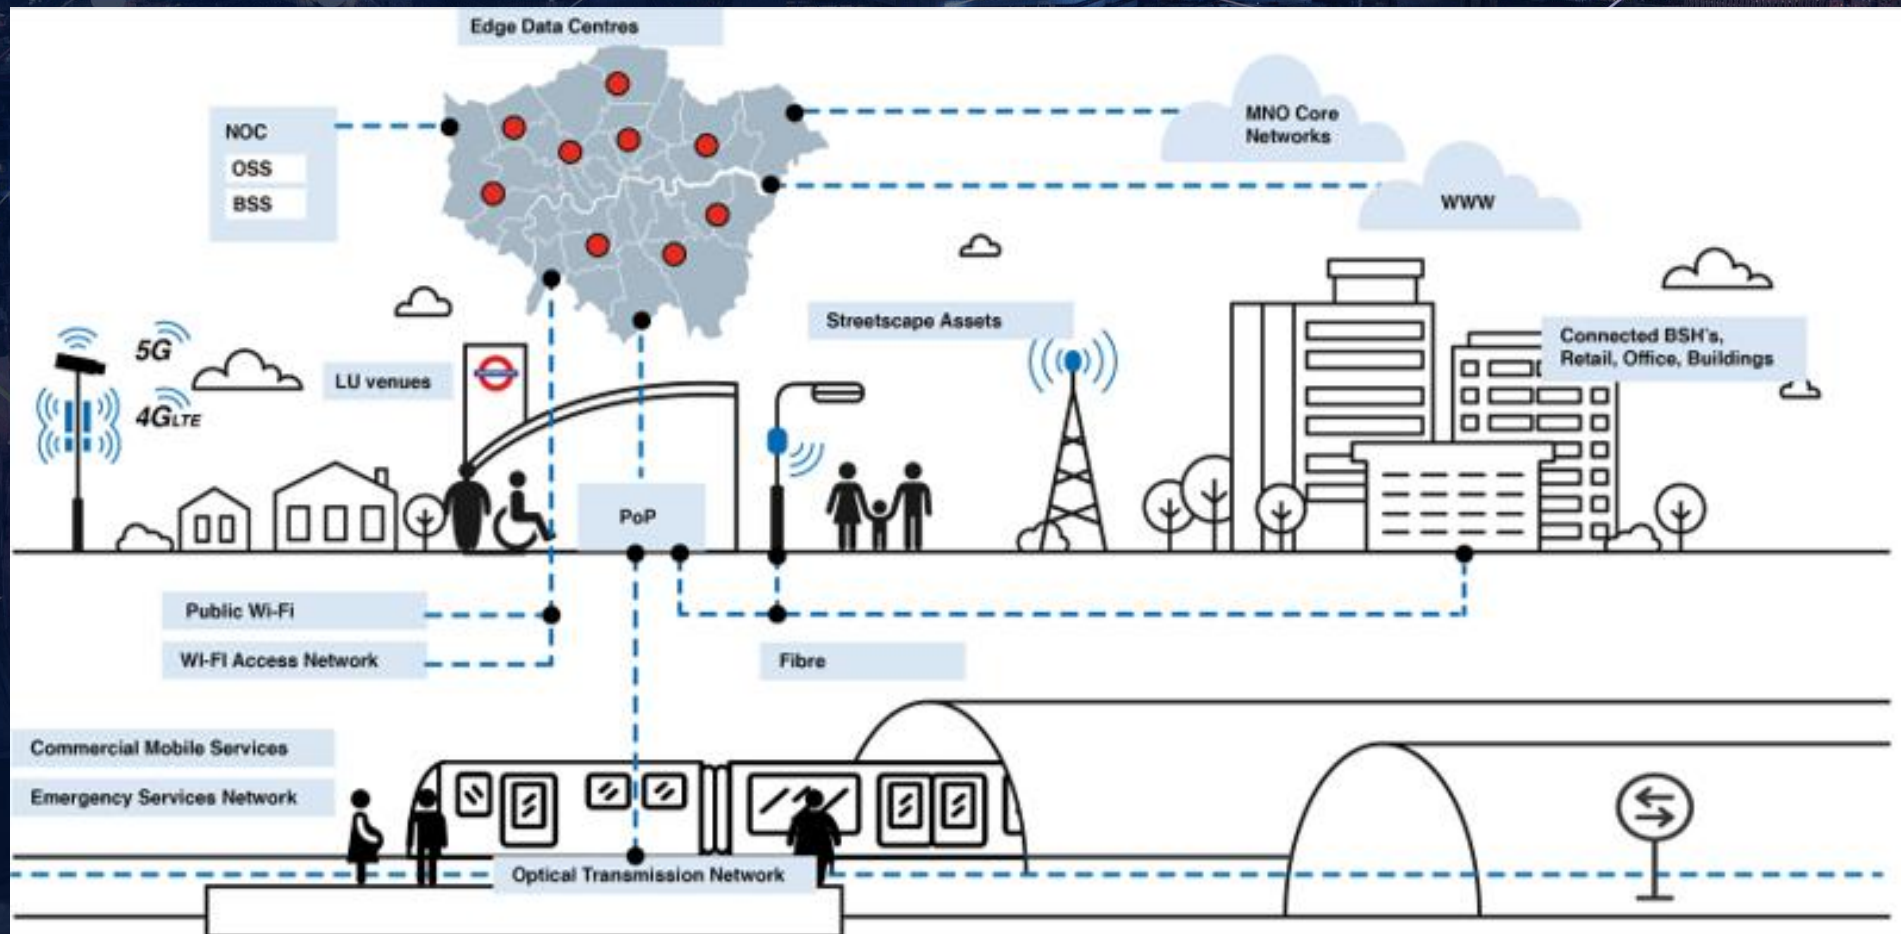 Edge Data Centres
NOC
OSS
BSS
MNO Core
Networks
WWW
5G
4GLTE
LU venues
Streetscape Assets
Connected BSH's,
Retail, Office, Buildings
PoP
Public Wi-Fi
WI-FI Access Network
Fibre
Commercial Mobile Services
Emergency Services Network
Optical Transmission Network